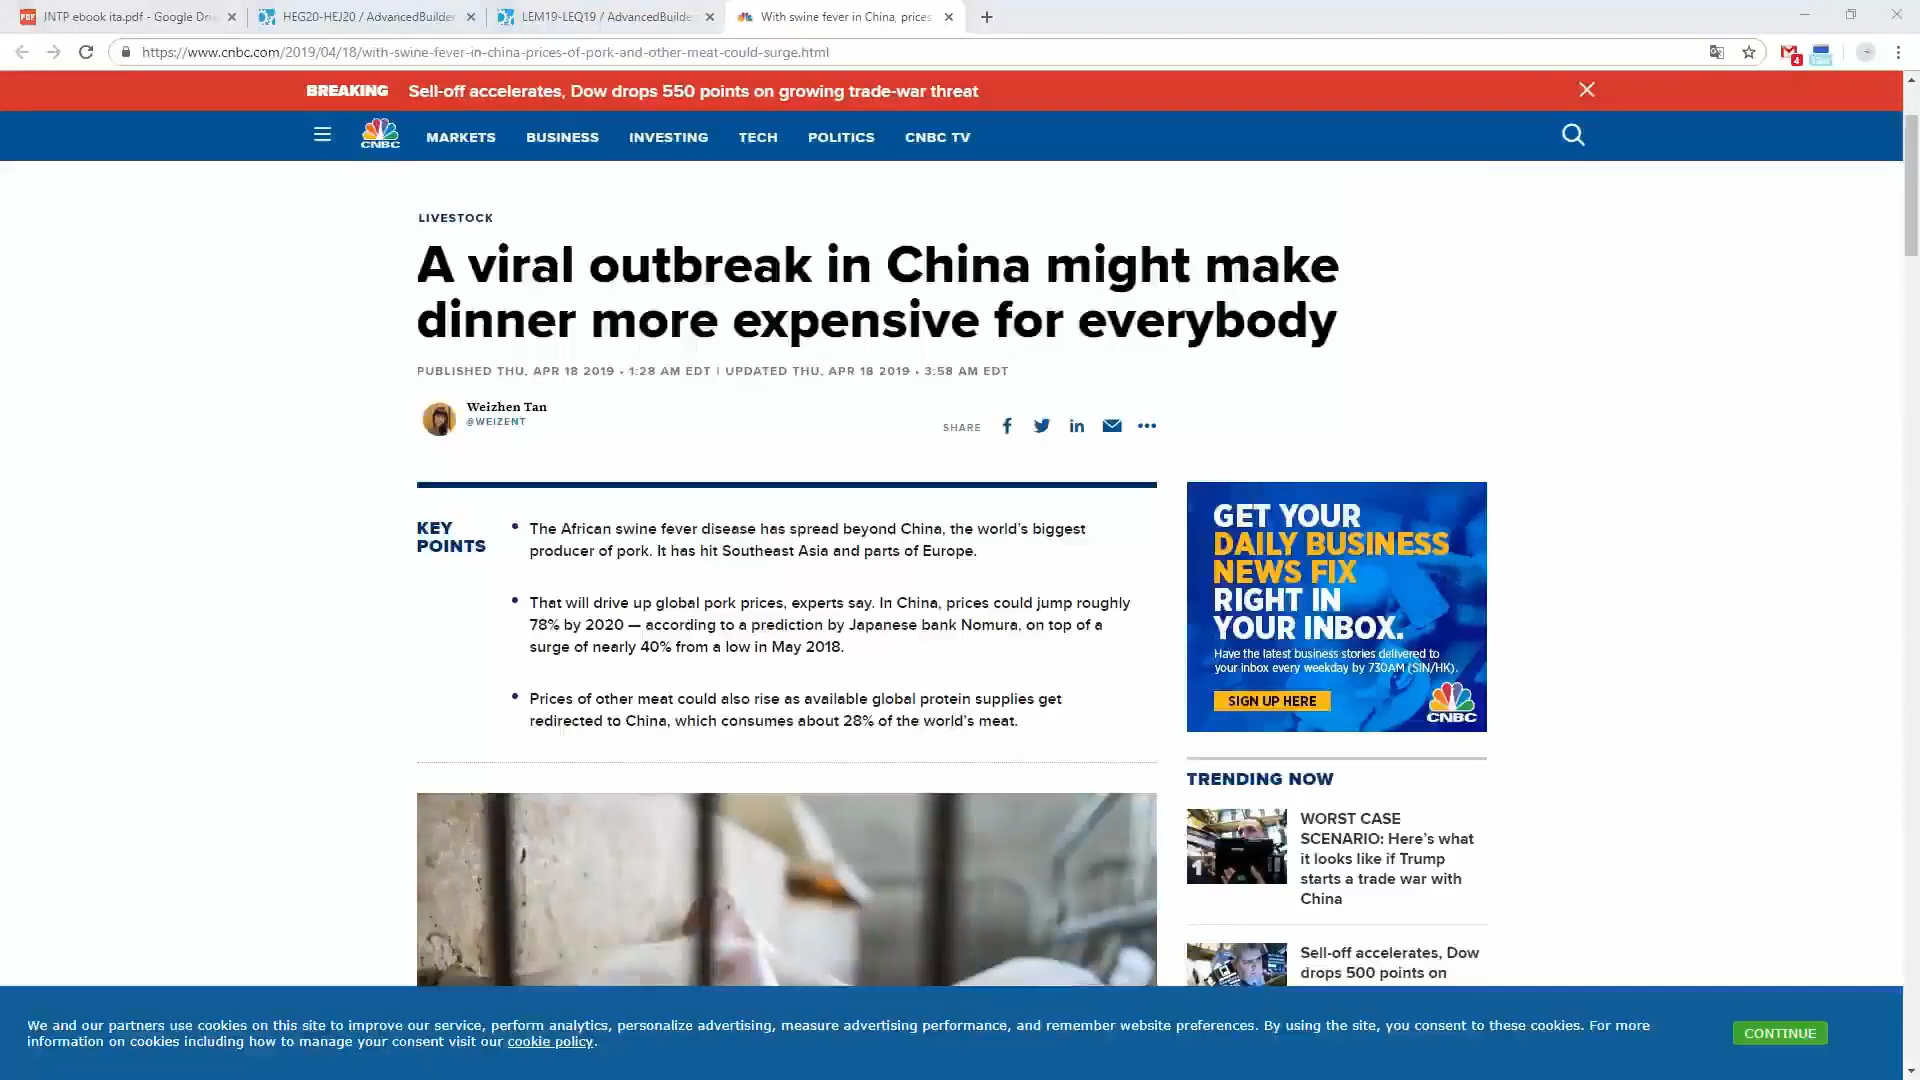 JNTP ebook ita.pdf - Google Dri
HEG20-HEJ20 / AdvancedBuilder
LEM19-LEQ19 / AdvancedBuilde
With swine fever in China, prices
https://www.cnbc.com/2019/04/18/with-swine-fever-in-china-prices-of-pork-and-other-meat-could-surge.html
4
BREAKING Sell-off accelerates, Dow drops 550 points on growing trade-war threat
CNBC
MARKETS BUSINESS INVESTING TECH POLITICS CNBC TV
LIVESTOCK
A viral outbreak in China might make
dinner more expensive for everybody
PUBLISHED THU, APR 18 2019 • 1:28 AM EDT | UPDATED THU, APR 18 2019 • 3:58 AM EDT
Weizhen Tan
@WEIZENT
SHARE
KEY
POINTS
• The African swine fever disease has spread beyond China, the world's biggest
producer of pork. It has hit Southeast Asia and parts of Europe.
• That will drive up global pork prices, experts say. In China, prices could jump roughly
78% by 2020 — according to a prediction by Japanese bank Nomura, on top of a
surge of nearly 40% from a low in May 2018.
• Prices of other meat could also rise as available global protein supplies get
redirected to China, which consumes about 28% of the world's meat.
GET YOUR
DAILY BUSINESS
NEWS FIX
RIGHT IN
YOUR INBOX.
Have the latest business stories delivered to
your inbox every weekday by 730AM (SIN/HK).
SIGN UP HERE
CNBC
TRENDING NOW
WORST CASE
SCENARIO: Here's what
it looks like if Trump
starts a trade war with
China
Sell-off accelerates, Dow
drops 500 points on
We and our partners use cookies on this site to improve our service, perform analytics, personalize advertising, measure advertising performance, and remember website preferences. By using the site, you consent to these cookies. For more
information on cookies including how to manage your consent visit our cookie policy.
CONTINUE